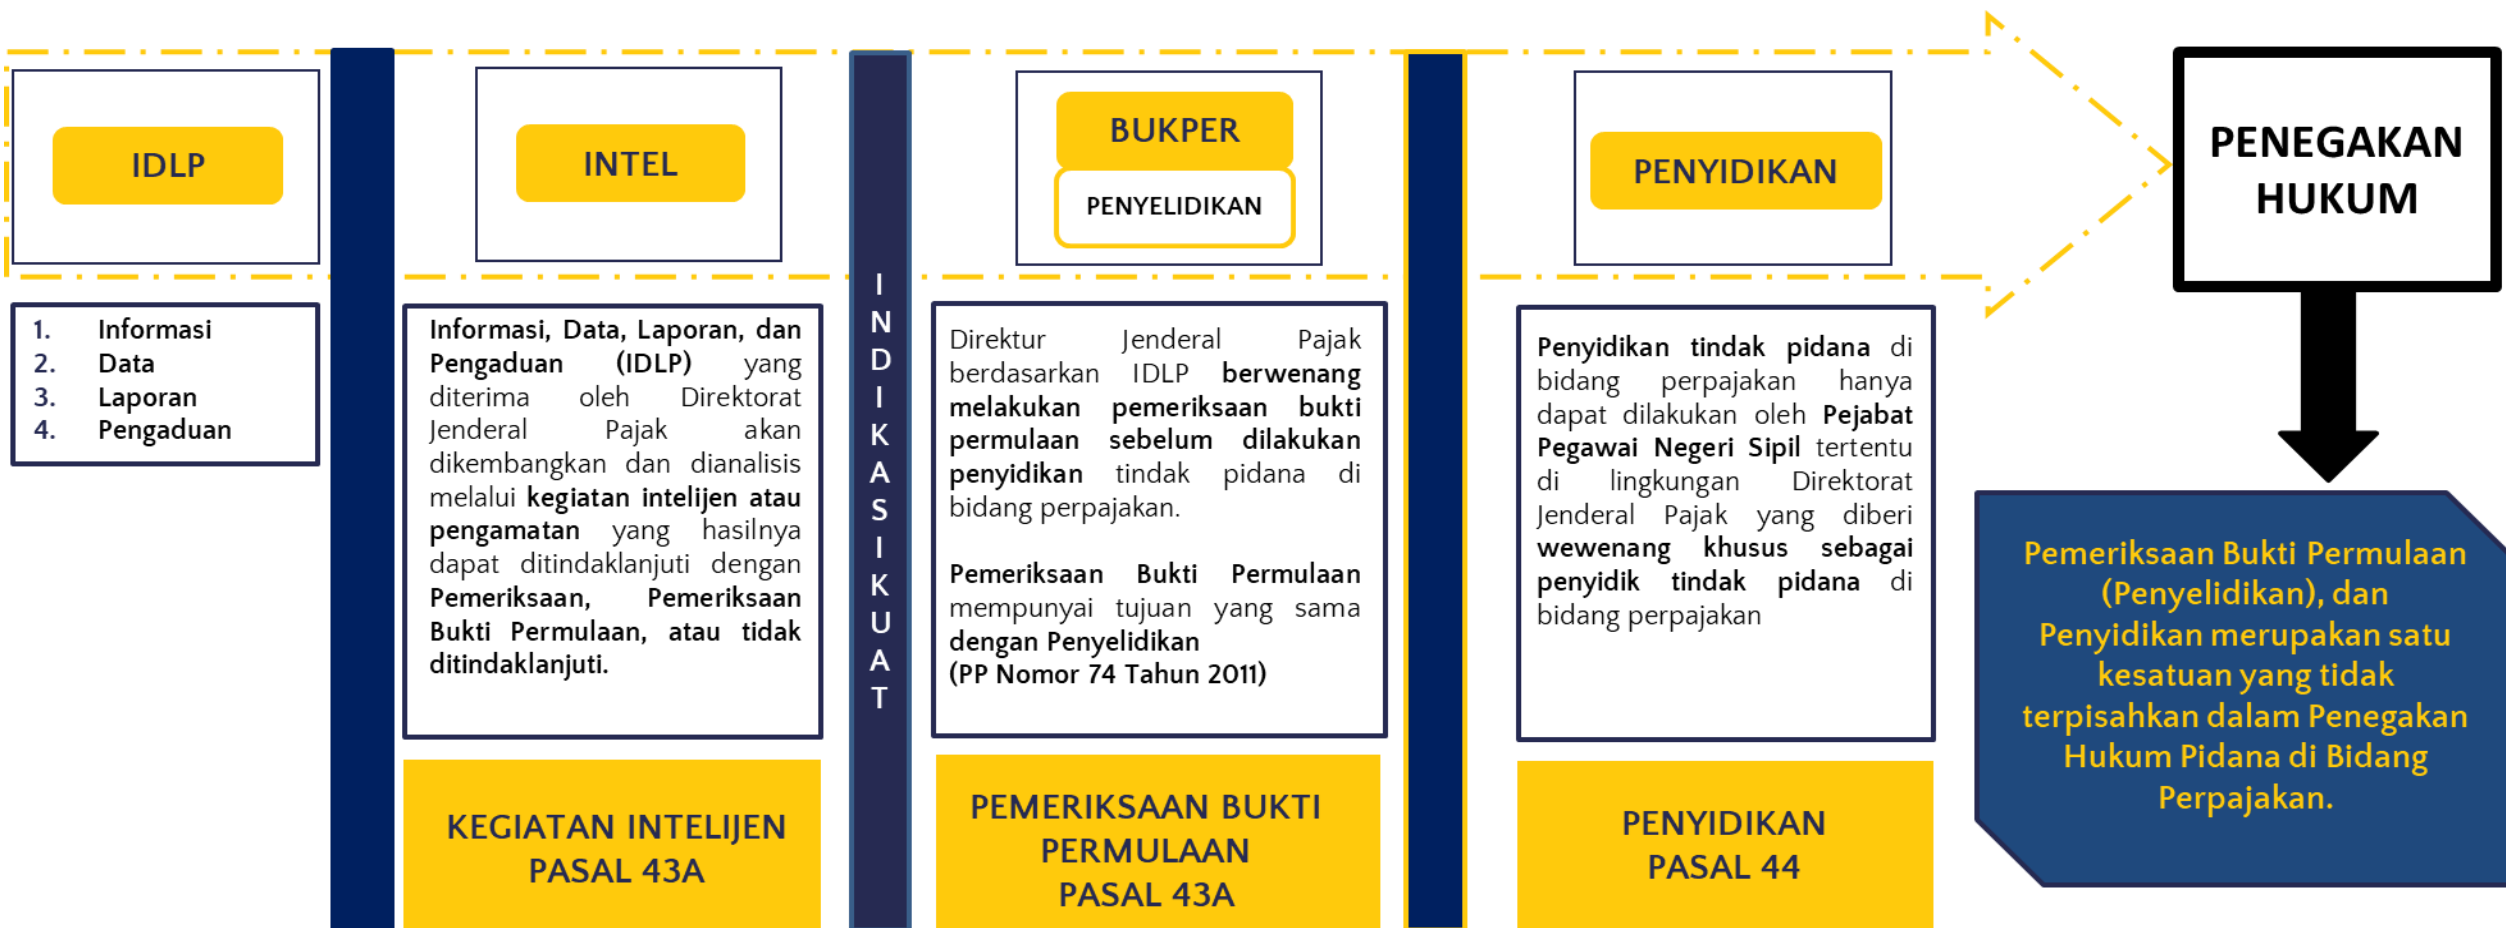 IDLP
INTEL
BUKPER
PENYELIDIKAN
PENYIDIKAN
PENEGAKAN
HUKUM
1. Informasi
2. Data
3. Laporan
4. Pengaduan
Informasi, Data, Laporan, dan
Pengaduan (IDLP) yang
diterima oleh Direktorat
Jenderal Pajak akan
dikembangkan dan dianalisis
melalui kegiatan intelijen atau
pengamatan yang hasilnya
dapat ditindaklanjuti dengan
Pemeriksaan, Pemeriksaan
Bukti Permulaan, atau tidak
ditindaklanjuti.
KEGIATAN INTELIJEN
PASAL 43A
I
N
D
I
K
A
S
I
K
U
A
T
Direktur Jenderal Pajak
berdasarkan IDLP berwenang
melakukan pemeriksaan bukti
permulaan sebelum dilakukan
penyidikan tindak pidana di
bidang perpajakan.
Pemeriksaan Bukti Permulaan
mempunyai tujuan yang sama
dengan Penyelidikan
(PP Nomor 74 Tahun 2011)
PEMERIKSAAN BUKTI
PERMULAAN
PASAL 43A
Penyidikan tindak pidana di
bidang perpajakan hanya
dapat dilakukan oleh Pejabat
Pegawai Negeri Sipil tertentu
di lingkungan Direktorat
Jenderal Pajak yang diberi
wewenang khusus sebagai
penyidik tindak pidana di
bidang perpajakan
PENYIDIKAN
PASAL 44
Pemeriksaan Bukti Permulaan
(Penyelidikan), dan
Penyidikan merupakan satu
kesatuan yang tidak
terpisahkan dalam Penegakan
Hukum Pidana di Bidang
Perpajakan.